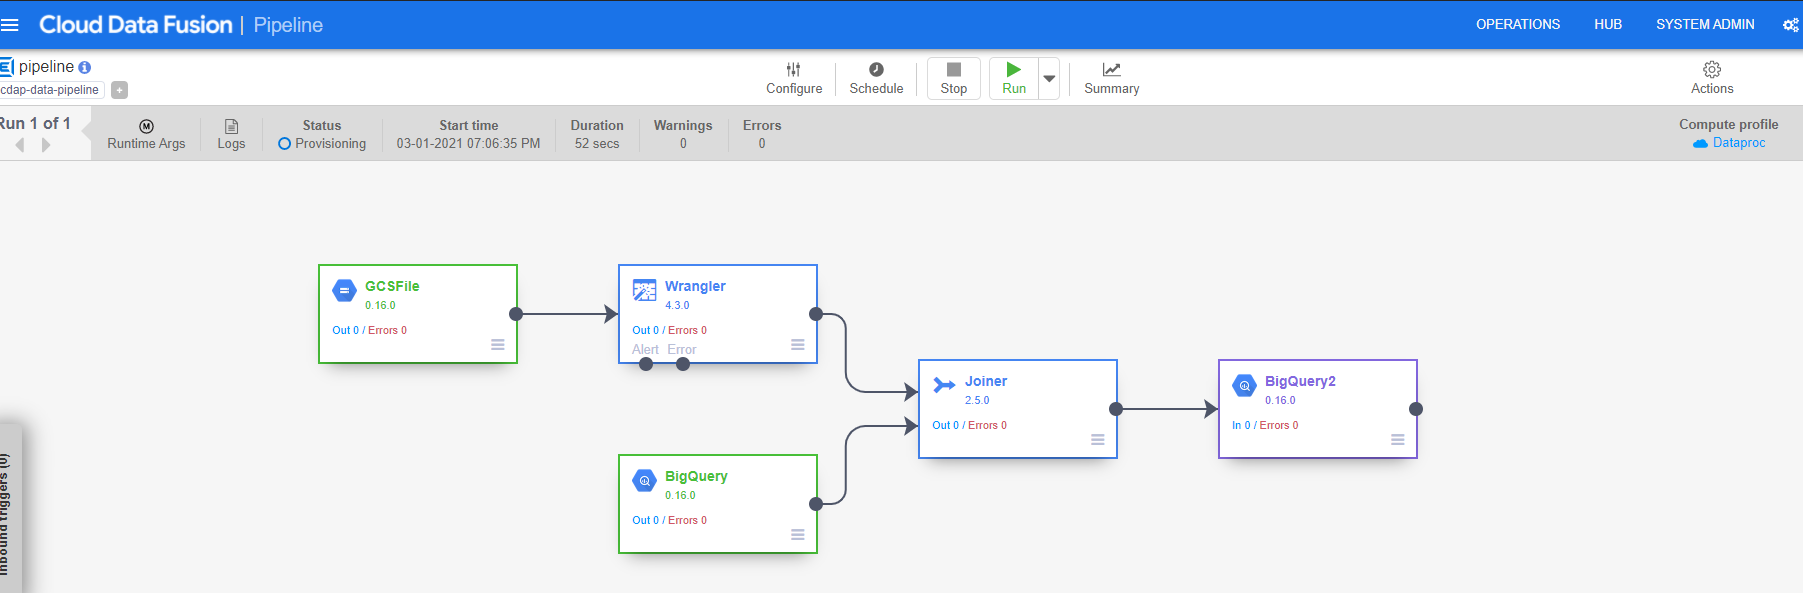 Cloud Data Fusion | Pipeline
OPERATIONS HUB SYSTEM ADMIN
pipeline
cdap-data-pipeline +
Configure Schedule Stop Run Summary Actions
Run 1 of 1
Runtime Args
Logs
Status
Provisioning
Start time
03-01-2021 07:06:35 PM
Duration
52 secs
Warnings
0
Errors
0
Compute profile
Dataproc
GCSFile
0.16.0
Out 0 / Errors 0
Wrangler
4.3.0
Out 0 / Errors 0
Alert Error
Joiner
2.5.0
Out 0 / Errors 0
BigQuery2
0.16.0
In 0 / Errors 0
BigQuery
0.16.0
Out 0 / Errors 0
Inbound triggers (0)